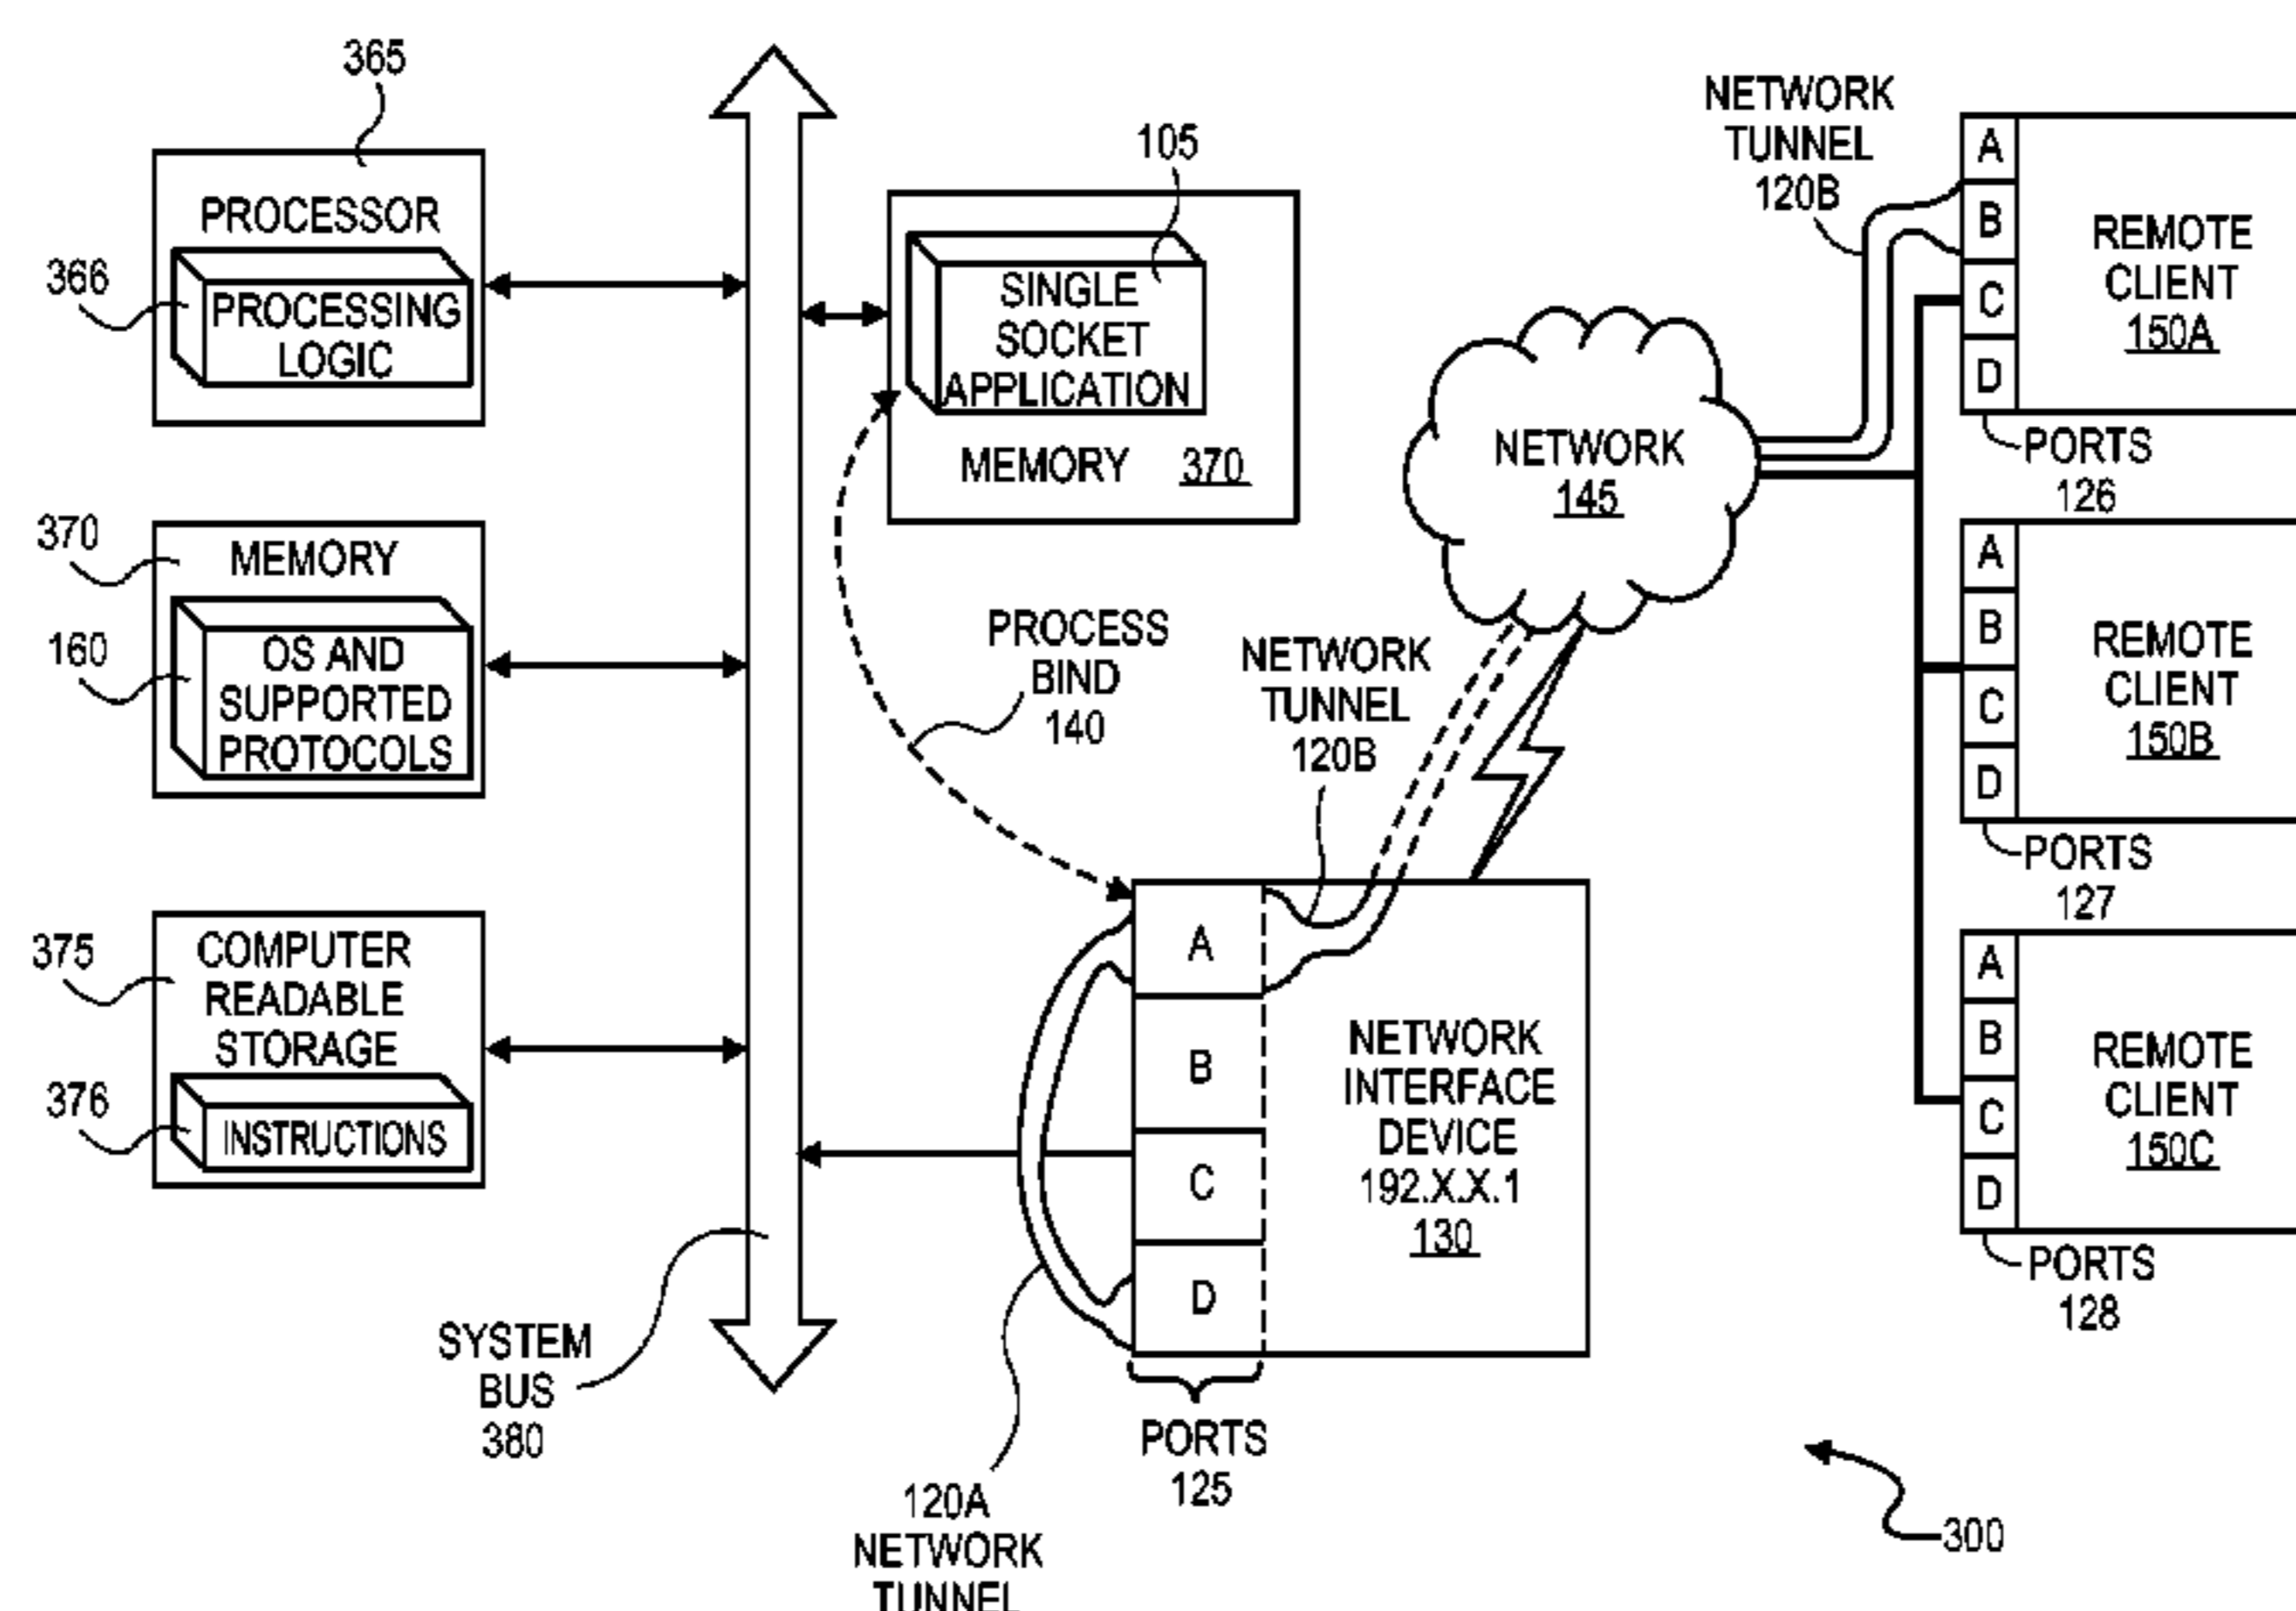 365
PROCESSOR
366
PROCESSING
LOGIC
370
MEMORY
160
OS AND
SUPPORTED
PROTOCOLS
375
COMPUTER
READABLE
STORAGE
376
INSTRUCTIONS
SYSTEM
BUS
380
105
SINGLE
SOCKET
APPLICATION
MEMORY 370
PROCESS
BIND
140
NETWORK
TUNNEL
120B
NETWORK
145
A
B
C
D
NETWORK
INTERFACE
DEVICE
192.X.X.1
130
PORTS
125
120A
NETWORK
TUNNEL
NETWORK
TUNNEL
120B
A
B
C
D
REMOTE
CLIENT
150A
PORTS
126
A
B
C
D
REMOTE
CLIENT
150B
PORTS
127
A
B
C
D
REMOTE
CLIENT
150C
PORTS
128
300